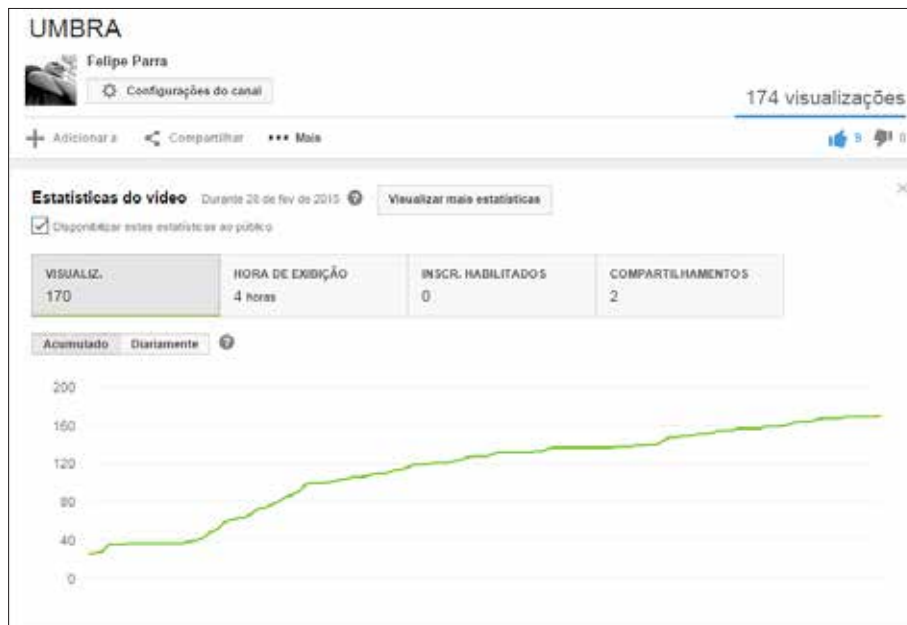 UMBRA
Felipe Parra
Configurações do canal
174 visualizações
Adicionar a Compartilhar Mais 9 0
Estatísticas do vídeo Durante 28 de fev de 2015 Visualizar mais estatísticas
Disponibilizar estes estatísticas ao público
VISUALIZ. HORA DE EXIBIÇÃO INSCR. HABILITADOS COMPARTILHAMENTOS
170 4 horas 0 2
Acumulado Diariamente
200
160
120
80
40
0